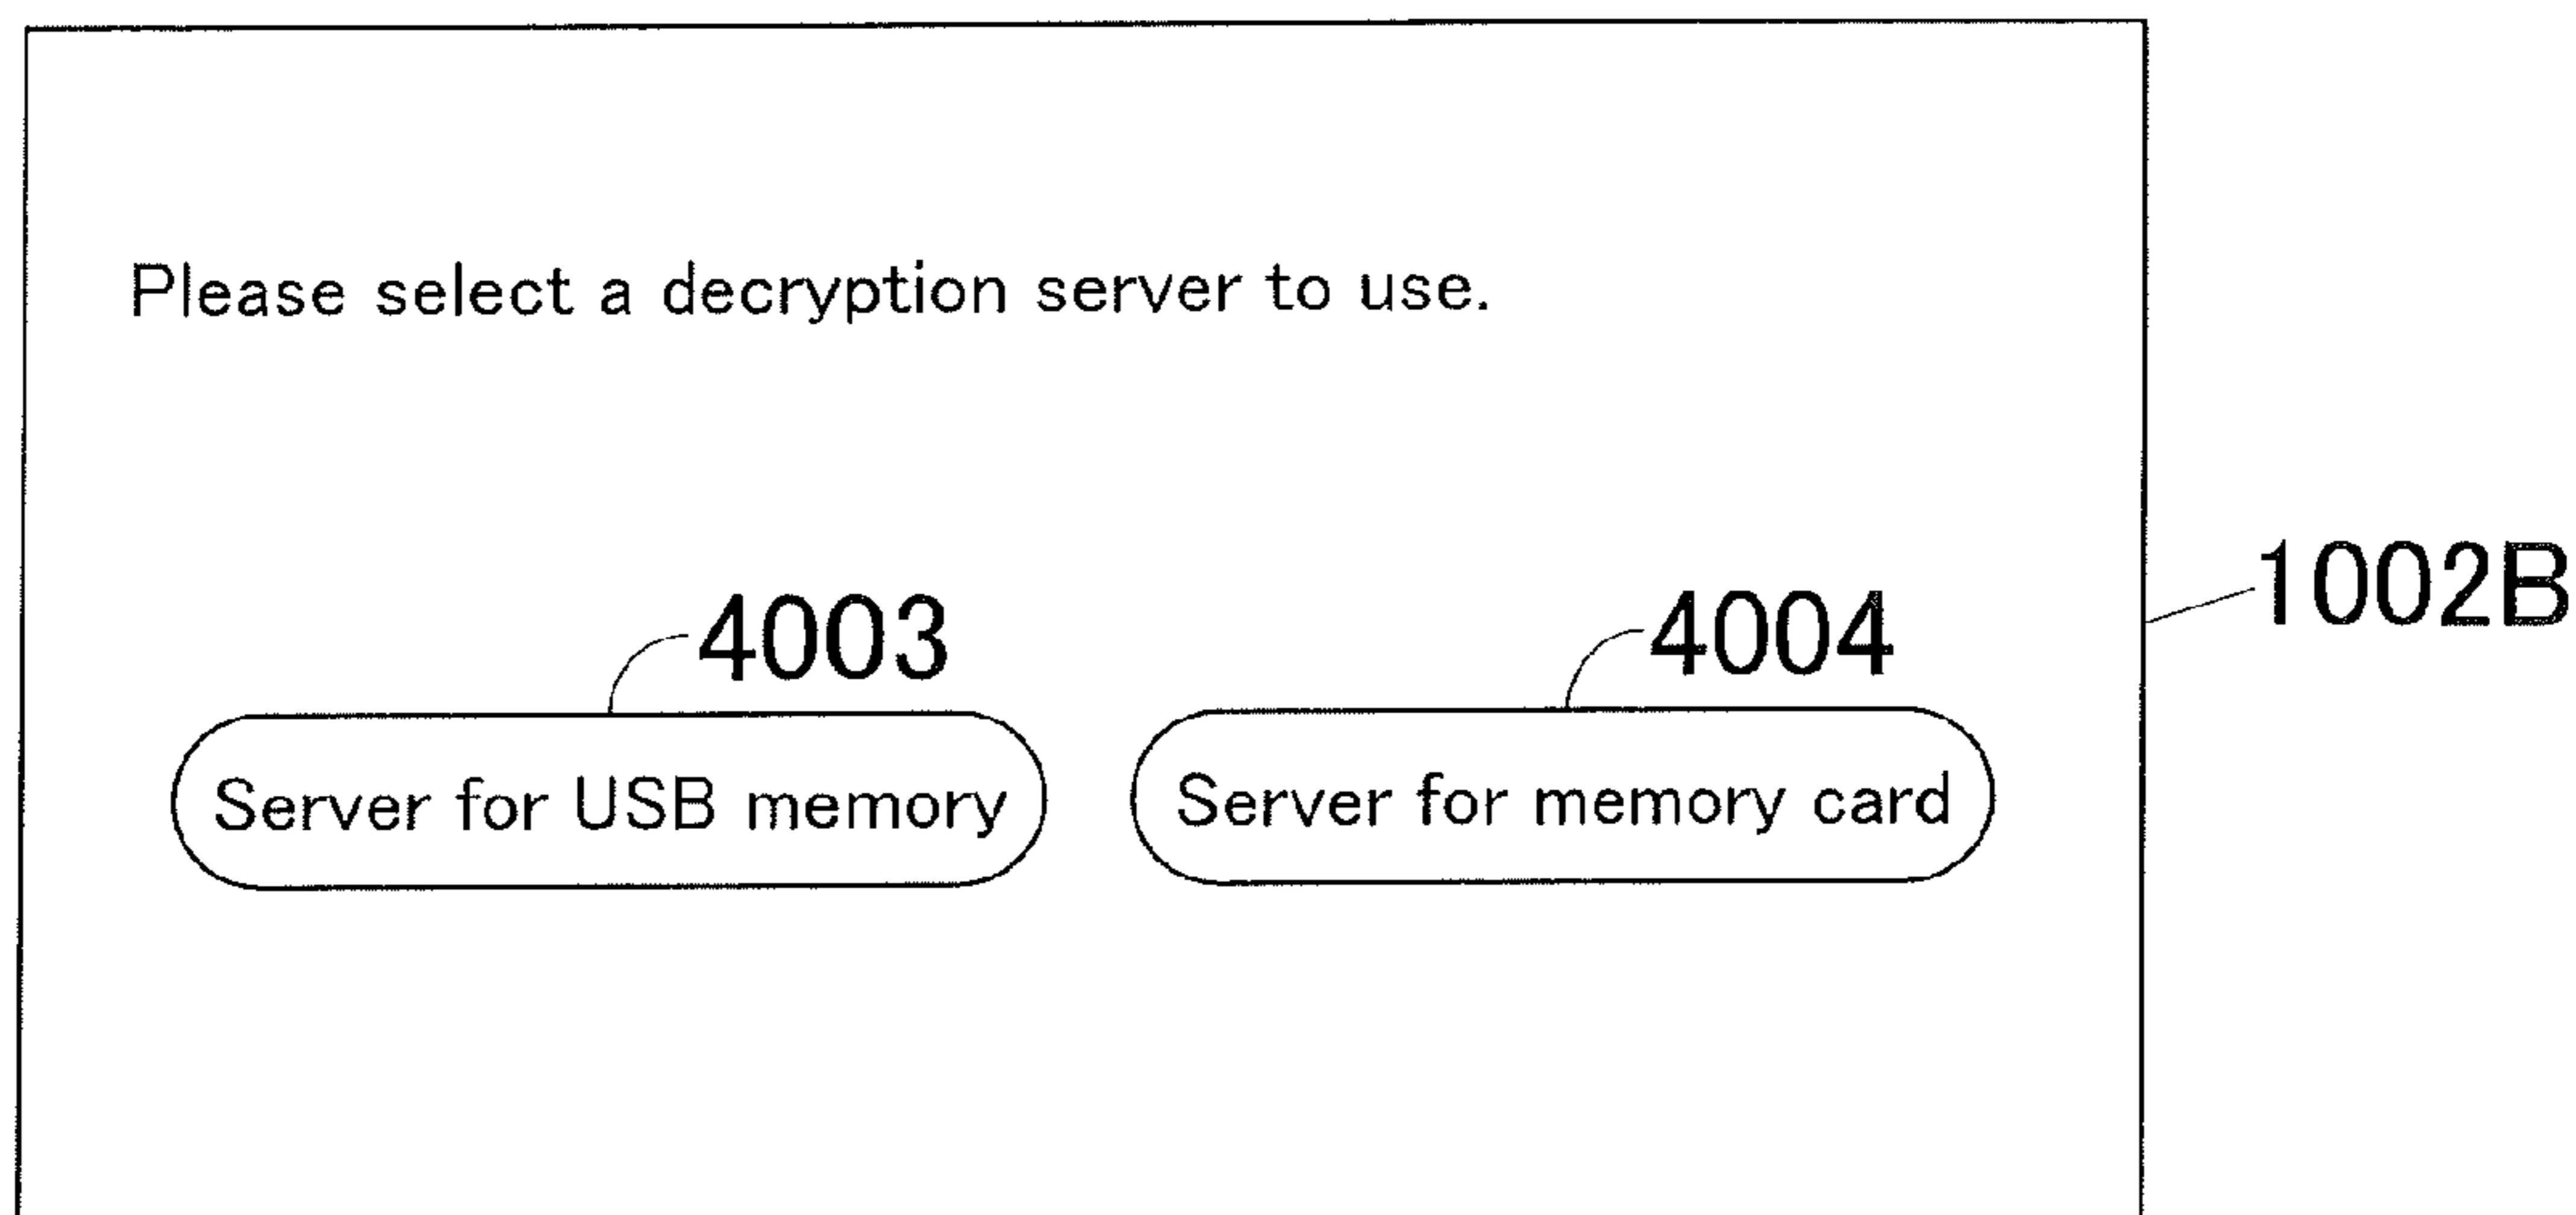 Please select a decryption server to use.
1002B
4003
4004
Server for USB memory
Server for memory card